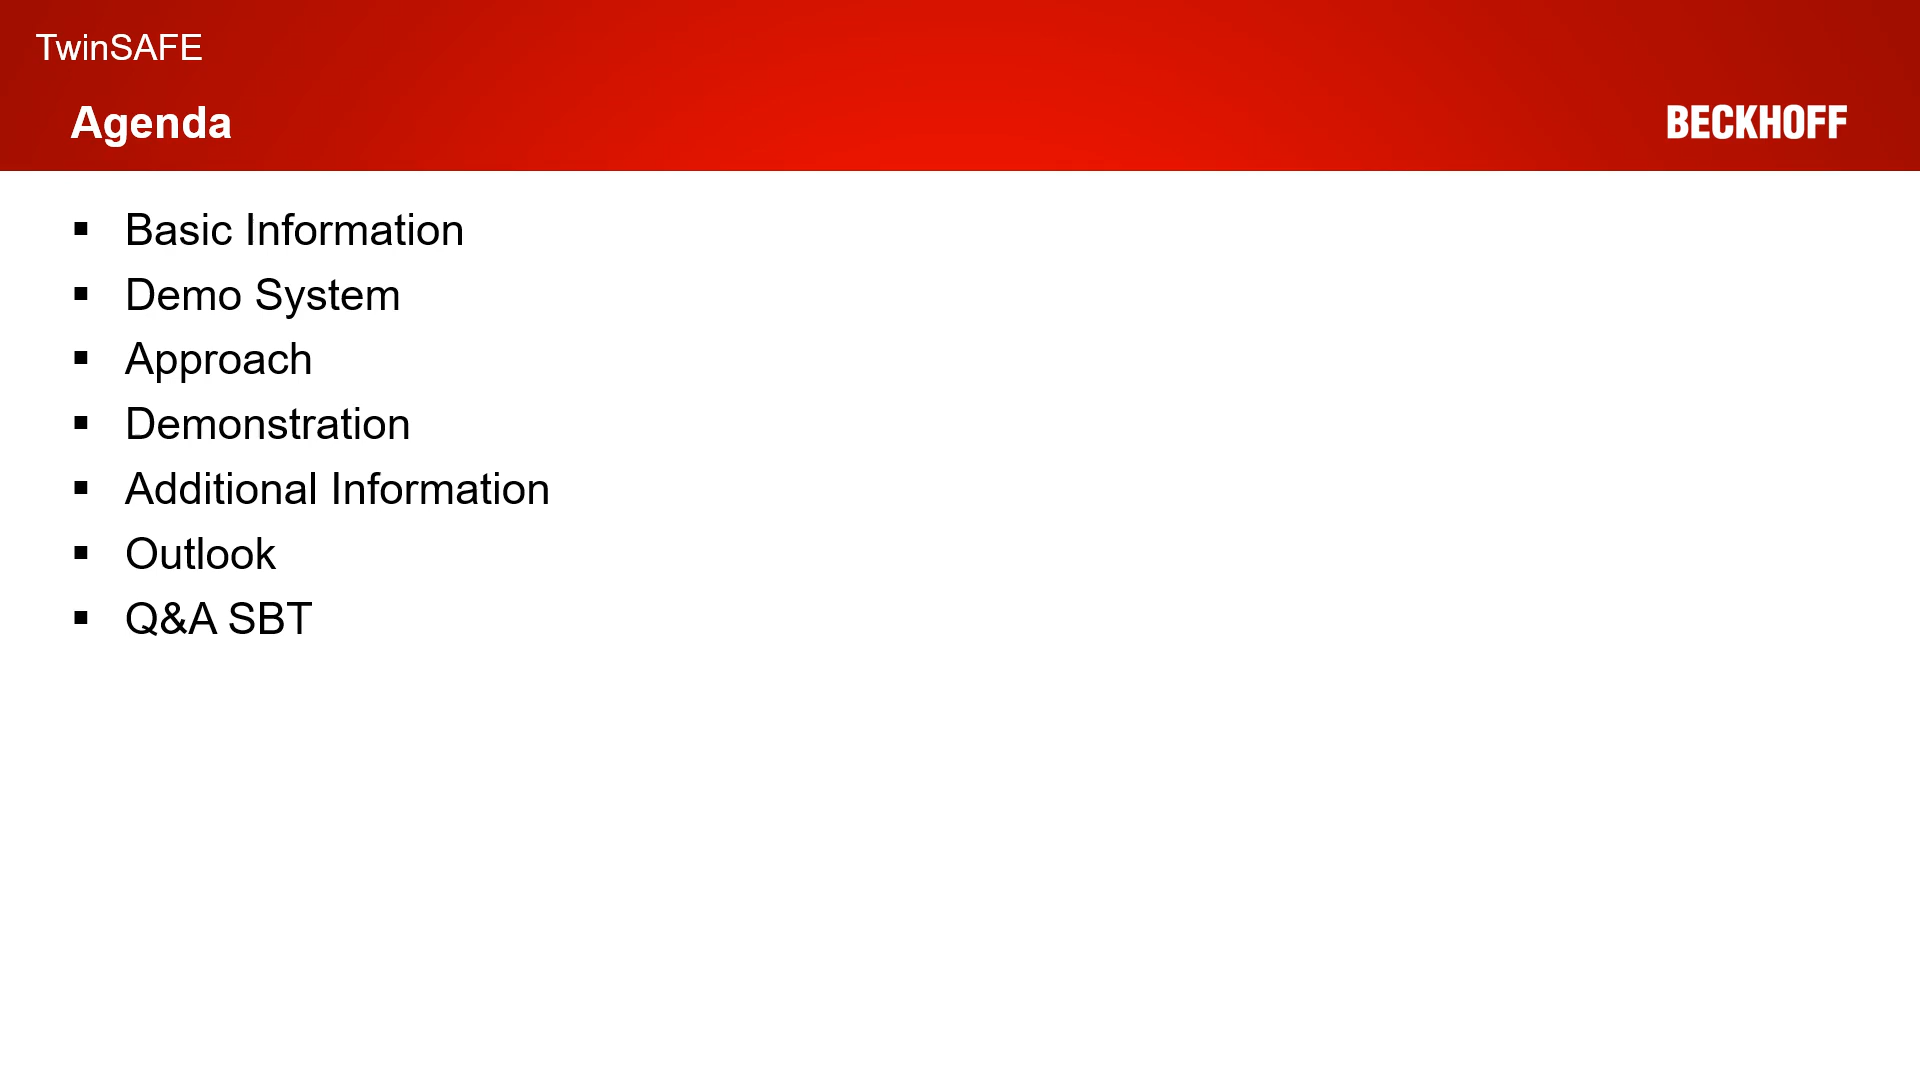 TwinSAFE
Agenda
BECKHOFF
Basic Information
Demo System
Approach
Demonstration
Additional Information
Outlook
Q&A SBT